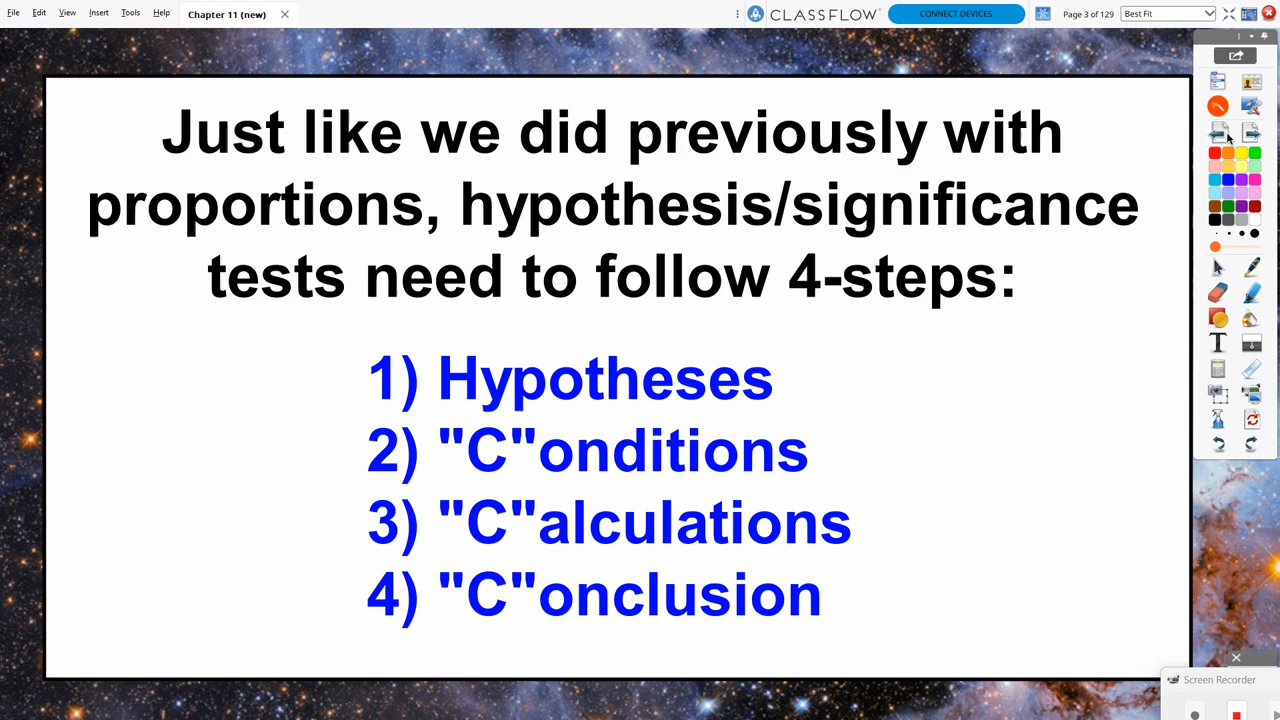 File Edit View Insert Tools Help Chapter 11 (new) CLASSFLOW CONNECT DEVICES Page 3 of 129 Best Fit
Just like we did previously with
proportions, hypothesis/significance
tests need to follow 4-steps:
1) Hypotheses
2) "C"onditions
3) "C"alculations
4) "C"onclusion
Screen Recorder